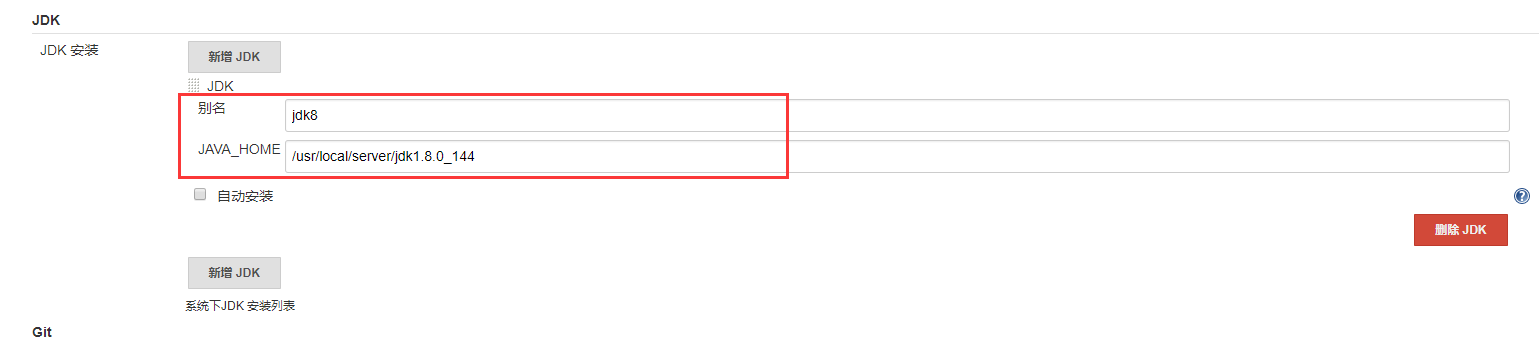 JDK
JDK 安装
新增 JDK
JDK
别名
jdk8
JAVA_HOME
/usr/local/server/jdk1.8.0_144
自动安装
?
删除 JDK
新增 JDK
系统下JDK 安装列表
Git